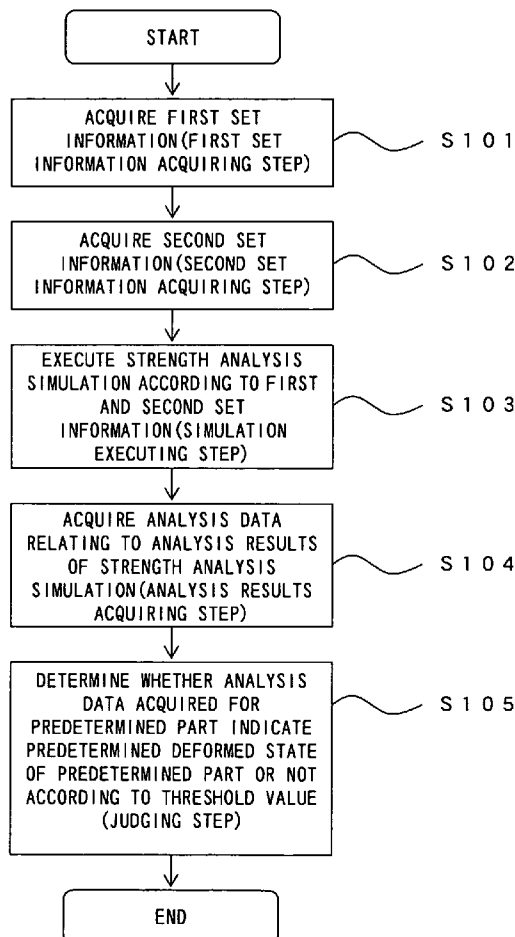 START
ACQUIRE FIRST SET
INFORMATION(FIRST SET
INFORMATION ACQUIRING STEP)
S101
ACQUIRE SECOND SET
INFORMATION(SECOND SET
INFORMATION ACQUIRING STEP)
S102
EXECUTE STRENGTH ANALYSIS
SIMULATION ACCORDING TO FIRST
AND SECOND SET
INFORMATION(SIMULATION
EXECUTING STEP)
S103
ACQUIRE ANALYSIS DATA
RELATING TO ANALYSIS RESULTS
OF STRENGTH ANALYSIS
SIMULATION(ANALYSIS RESULTS
ACQUIRING STEP)
S104
DETERMINE WHETHER ANALYSIS
DATA ACQUIRED FOR
PREDETERMINED PART INDICATE
PREDETERMINED DEFORMED STATE
OF PREDETERMINED PART OR NOT
ACCORDING TO THRESHOLD VALUE
(JUDGING STEP)
S105
END